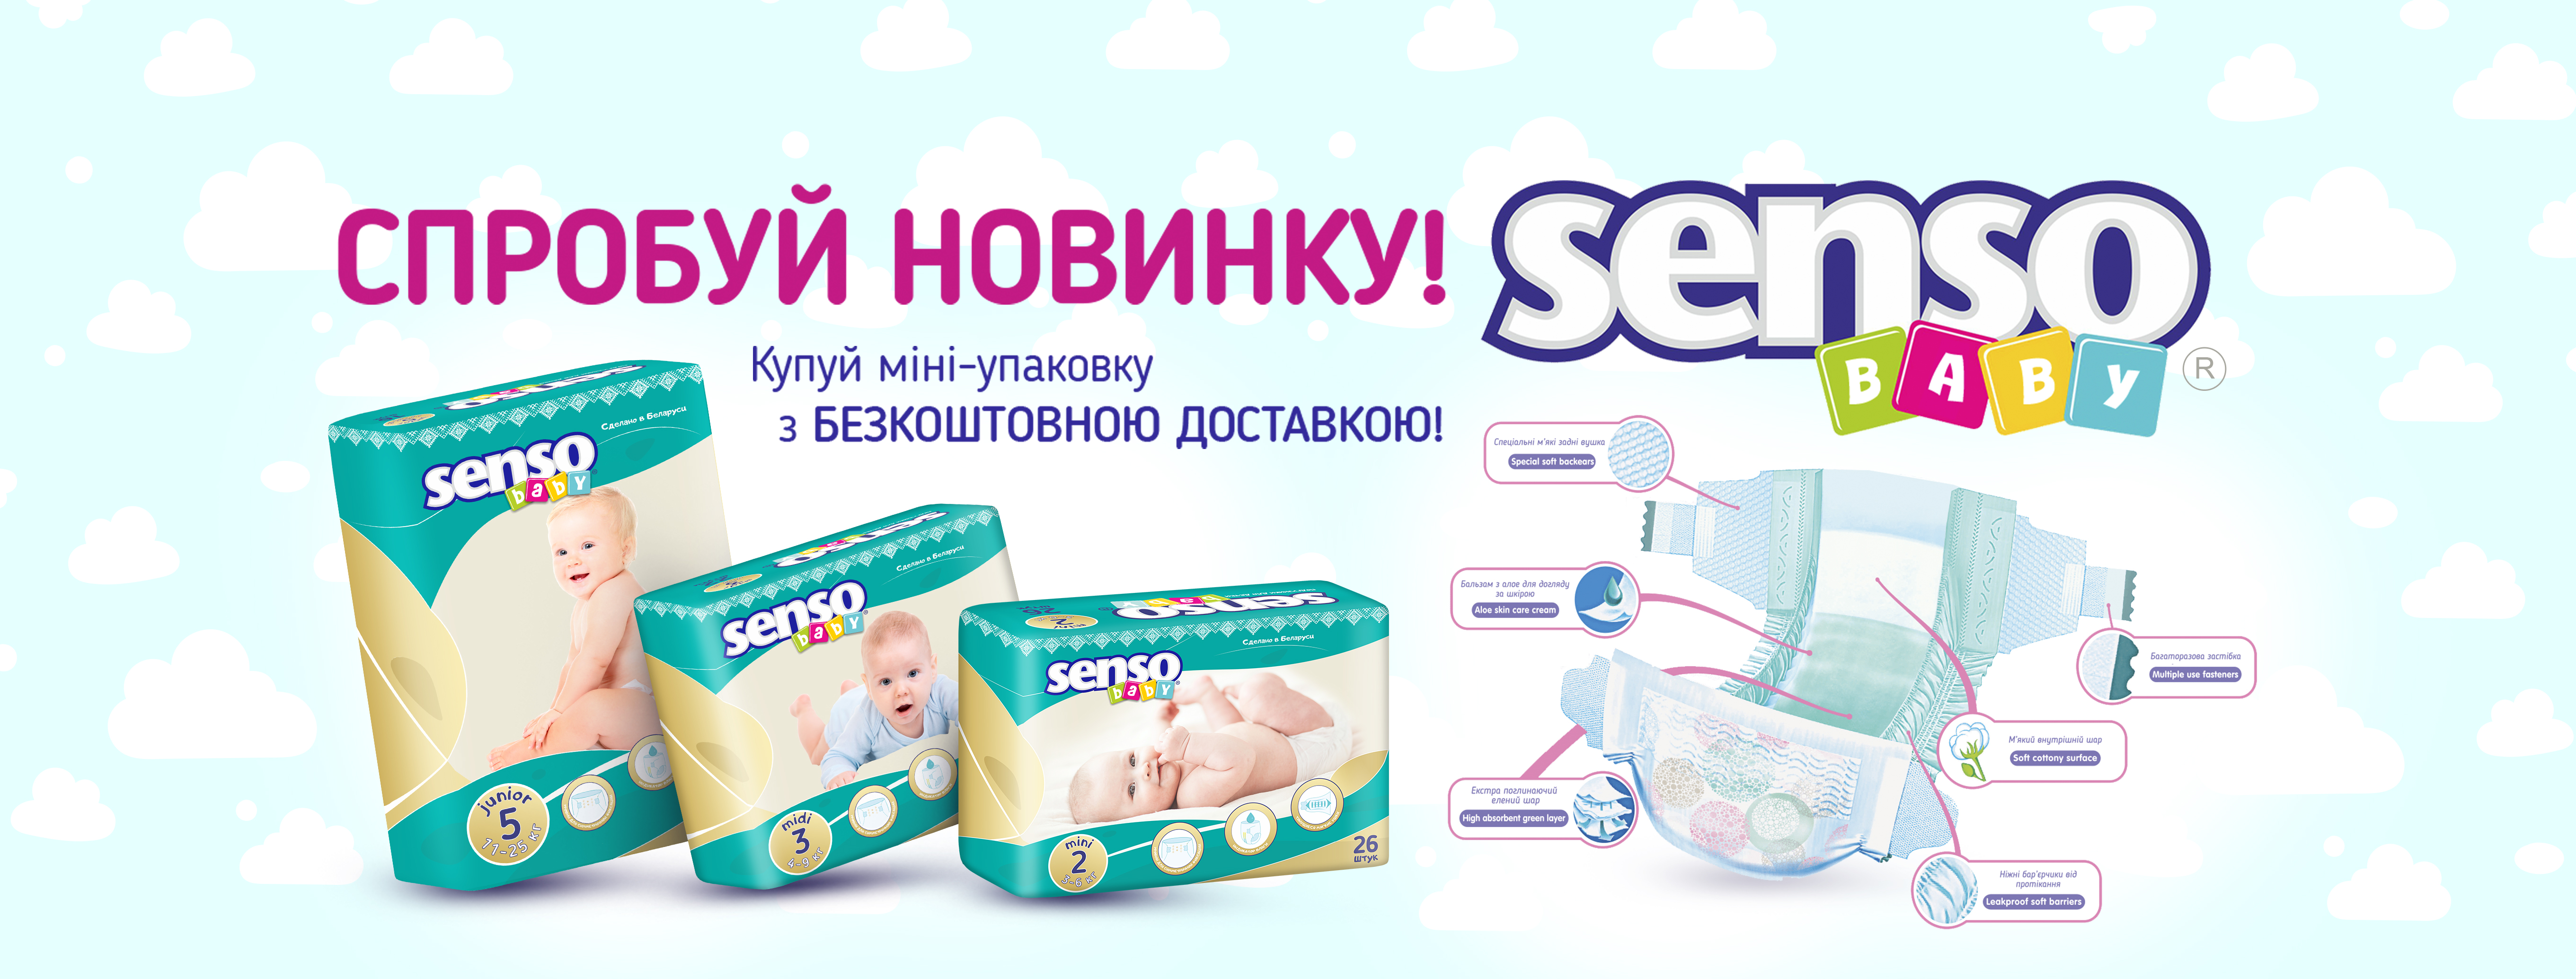 СПРОБУЙ НОВИНКУ!
Купуй міні-упаковку
з БЕЗКОШТОВНОЮ ДОСТАВКОЮ!
senso
BABY
®
Сделано в Беларуси
senso
baby
junior
5
11-25 кг
Сделано в Беларуси
senso
baby
midi
3
4-9 кг
senso
Сделано в Беларуси
senso
baby
mini
2
3-6 кг
26
штук
Спеціальні м'які задні вушка
Special soft backears
Бальзам з алое для догляду
за шкірою
Aloe skin care cream
Екстра поглинаючий
елений шар
High absorbent green layer
Багаторазова застібка
Multiple use fasteners
М'який внутрішній шар
Soft cottony surface
Ніжні бар'єрчики від
протікання
Leakproof soft barriers